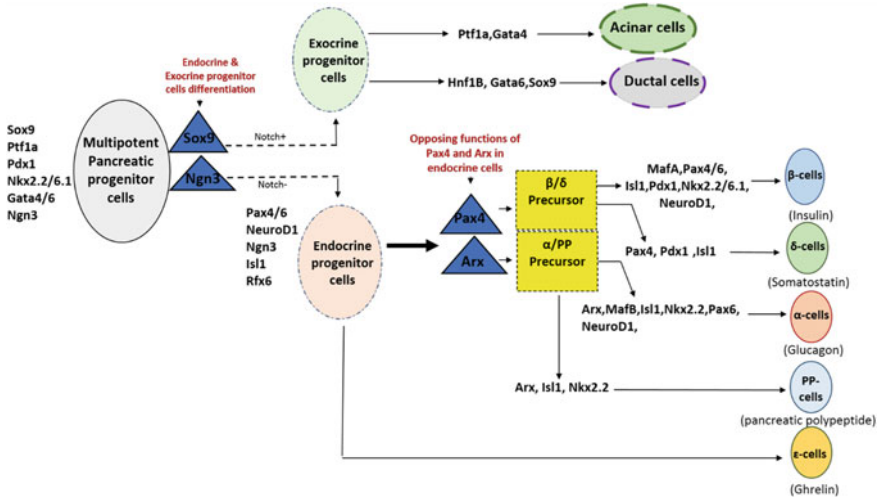 Endocrine &
Exocrine progenitor
cells differentiation
Sox9
Ptf1a
Pdx1
Nkx2.2/6.1
Gata4/6
Ngn3
Multipotent
Pancreatic
progenitor
cells
Sox9
Ngn3
Notch+
Notch-
Exocrine
progenitor
cells
Ptf1a,Gata4
Acinar cells
Hnf1B, Gata6,Sox9
Ductal cells
Pax4/6
NeuroD1
Ngn3
Isl1
Rfx6
Endocrine
progenitor
cells
Opposing functions of
Pax4 and Arx in
endocrine cells
Pax4
Arx
β/δ
Precursor
α/PP
Precursor
MafA,Pax4/6,
Isl1,Pdx1,Nkx2.2/6.1,
NeuroD1,
β-cells
(Insulin)
Pax4, Pdx1 ,Isl1
δ-cells
(Somatostatin)
Arx,MafB,Isl1,Nkx2.2,Pax6,
NeuroD1,
α-cells
(Glucagon)
Arx, Isl1, Nkx2.2
PP-
cells
(pancreatic polypeptide)
ε-cells
(Ghrelin)